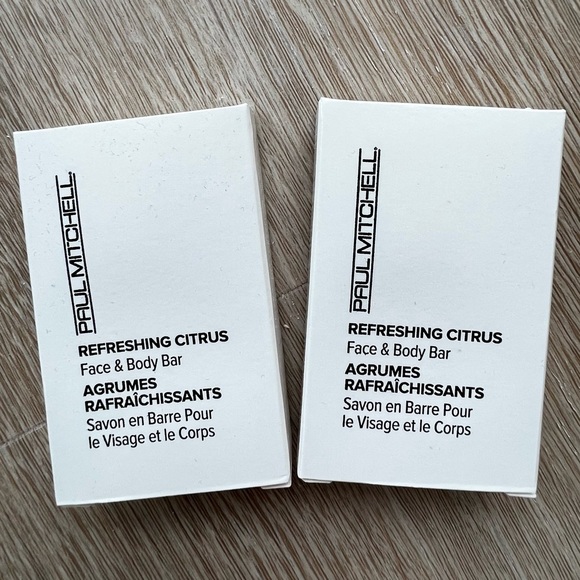 PAUL MITCHELL.
REFRESHING CITRUS
Face & Body Bar
AGRUMES
RAFRAÎCHISSANTS
Savon en Barre Pour
le Visage et le Corps
PAUL MITCHELL.
REFRESHING CITRUS
Face & Body Bar
AGRUMES
RAFRAÎCHISSANTS
Savon en Barre Pour
le Visage et le Corps